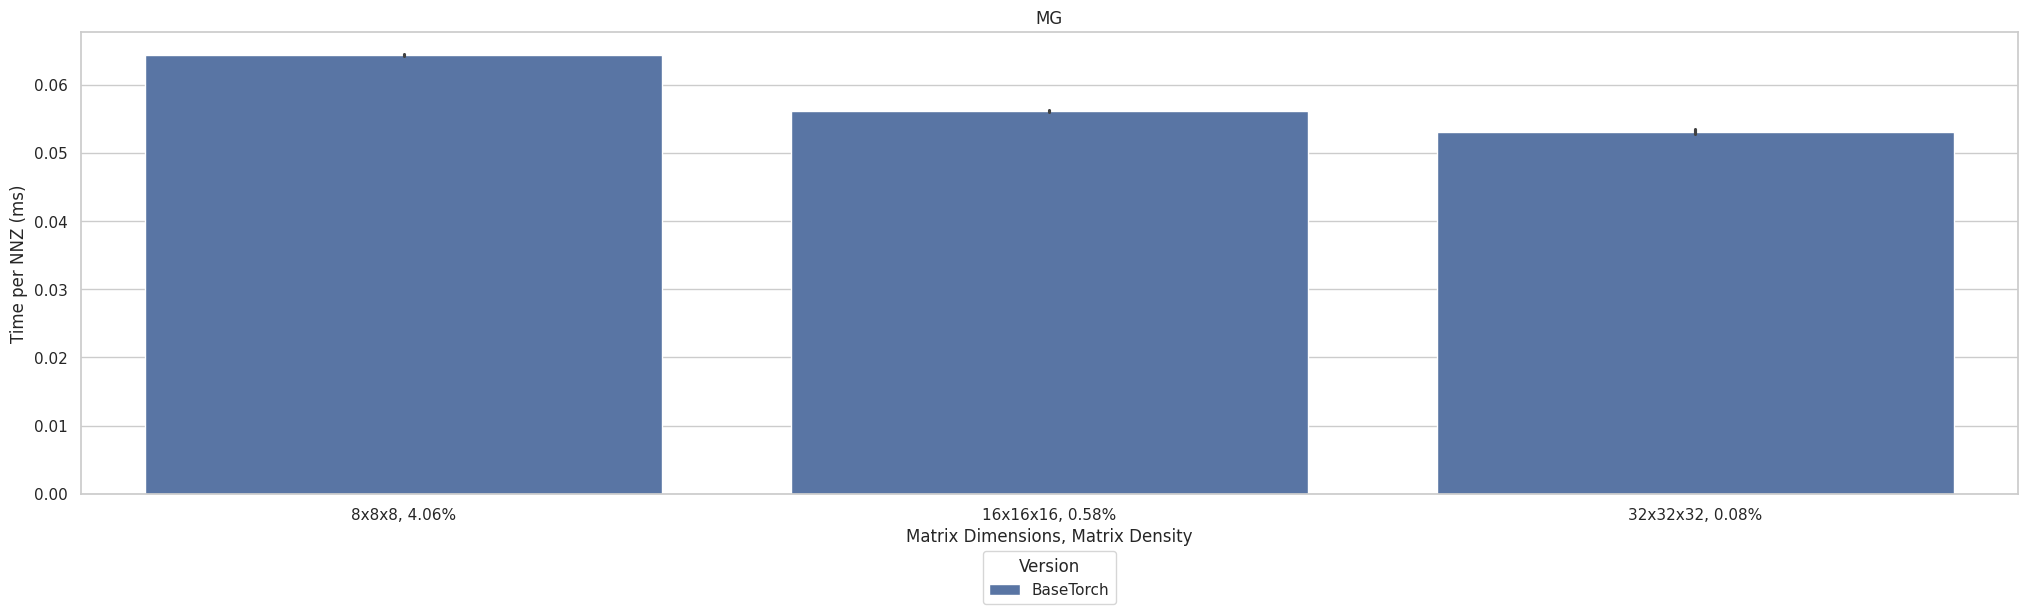 MG
Time per NNZ (ms)
0.06
0.05
0.04
0.03
0.02
0.01
0.00
8x8x8, 4.06%
16x16x16, 0.58%
32x32x32, 0.08%
Matrix Dimensions, Matrix Density
Version
BaseTorch